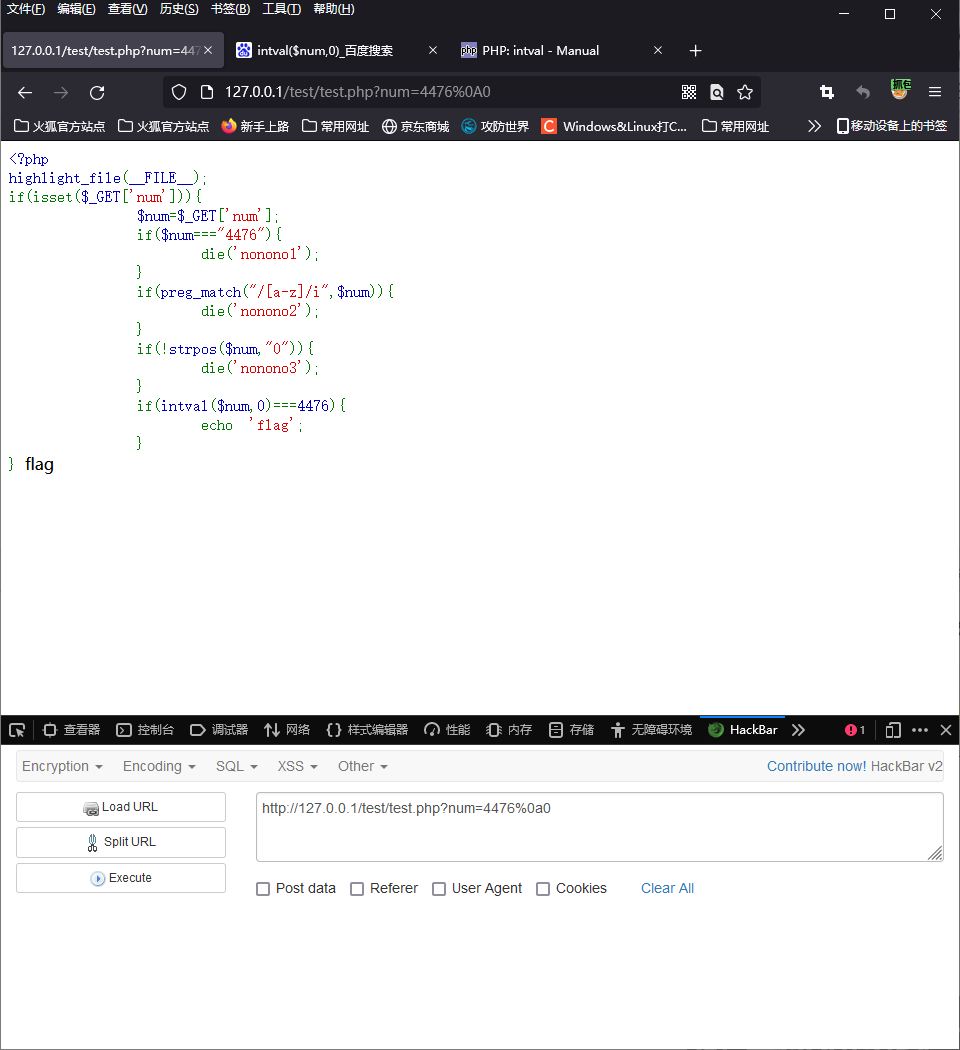 文件(F) 编辑(E) 查看(V) 历史(S) 书签(B) 工具(T) 帮助(H)
127.0.0.1/test/test.php?num=447 intval($num,0)_百度搜索 php PHP: intval - Manual
127.0.0.1/test/test.php?num=4476%0A0 抓包
火狐官方站点 火狐官方站点 新手上路 常用网址 京东商城 攻防世界 C Windows&Linux打C... 常用网址 移动设备上的书签
<?php
highlight_file(__FILE__);
if(isset($_GET['num'])){
$num=$_GET['num'];
if($num==="4476"){
die('nonono1');
}
if(preg_match("/[a-z]/i",$num)){
die('nonono2');
}
if(!strpos($num,"0")){
die('nonono3');
}
if(intval($num,0)===4476){
echo 'flag';
}
} flag
查看器 控制台 调试器 网络 样式编辑器 性能 内存 存储 无障碍环境 HackBar 1
Encryption Encoding SQL XSS Other Contribute now! HackBar v2
Load URL http://127.0.0.1/test/test.php?num=4476%0a0
Split URL
Execute
Post data Referer User Agent Cookies Clear All